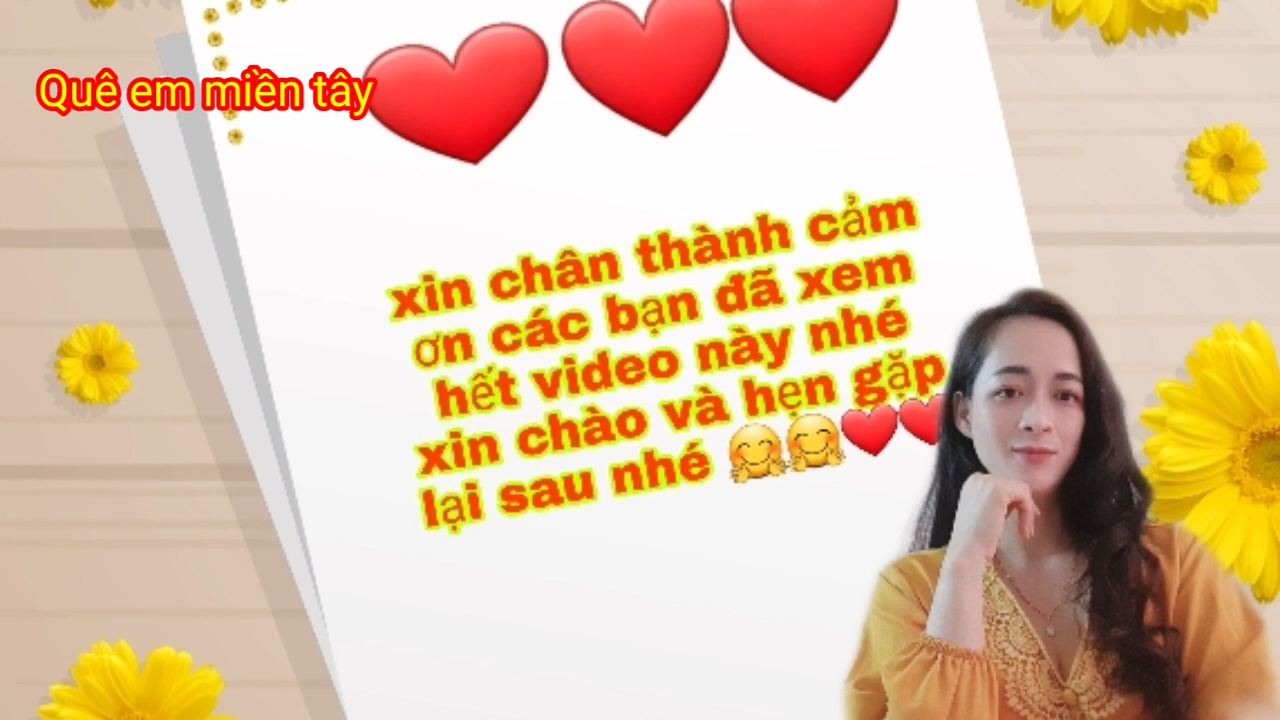 Quê em miền tây
xin chân thành cảm
ơn các bạn đã xem
hết video này nhé
xin chào và hẹn gặp
lại sau nhé 🤗🤗❤️❤️